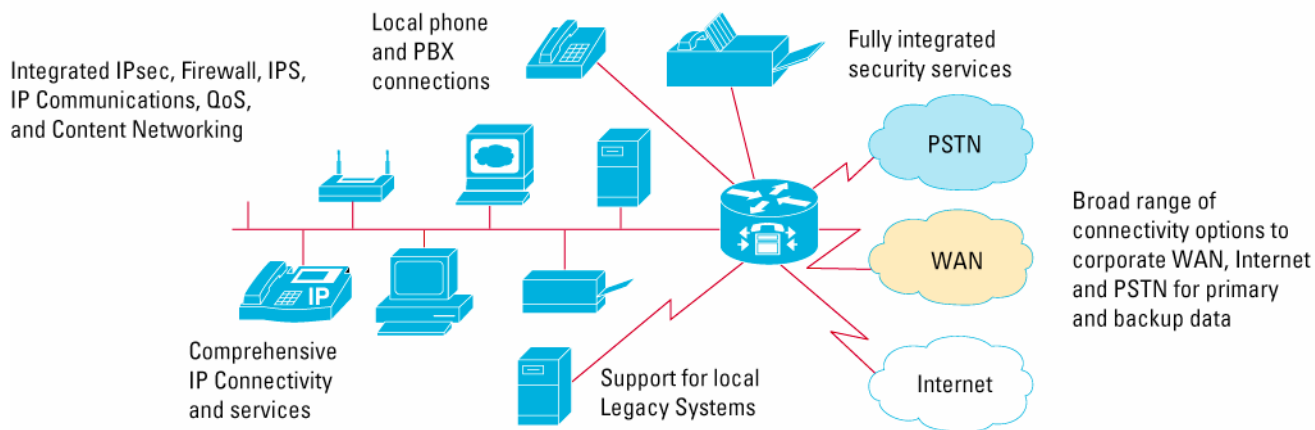 Integrated IPsec, Firewall, IPS,
IP Communications, QoS,
and Content Networking
Local phone
and PBX
connections
Fully integrated
security services
PSTN
WAN
Internet
Broad range of
connectivity options to
corporate WAN, Internet
and PSTN for primary
and backup data
IP
Comprehensive
IP Connectivity
and services
Support for local
Legacy Systems